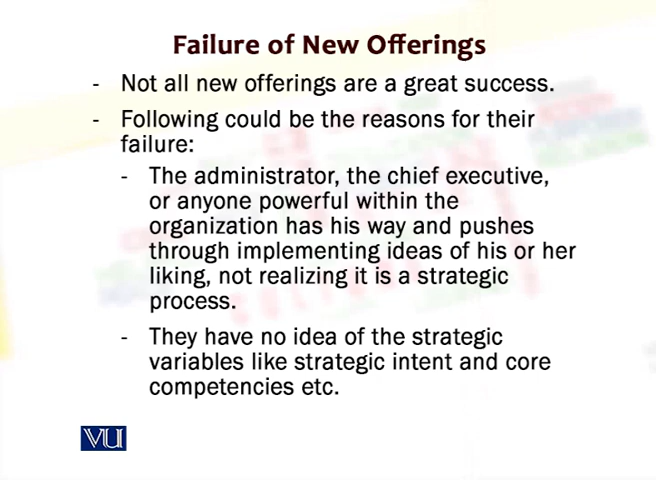 Failure of New Offerings
- Not all new offerings are a great success.
- Following could be the reasons for their
failure:
- The administrator, the chief executive,
or anyone powerful within the
organization has his way and pushes
through implementing ideas of his or her
liking, not realizing it is a strategic
process.
- They have no idea of the strategic
variables like strategic intent and core
competencies etc.
VU